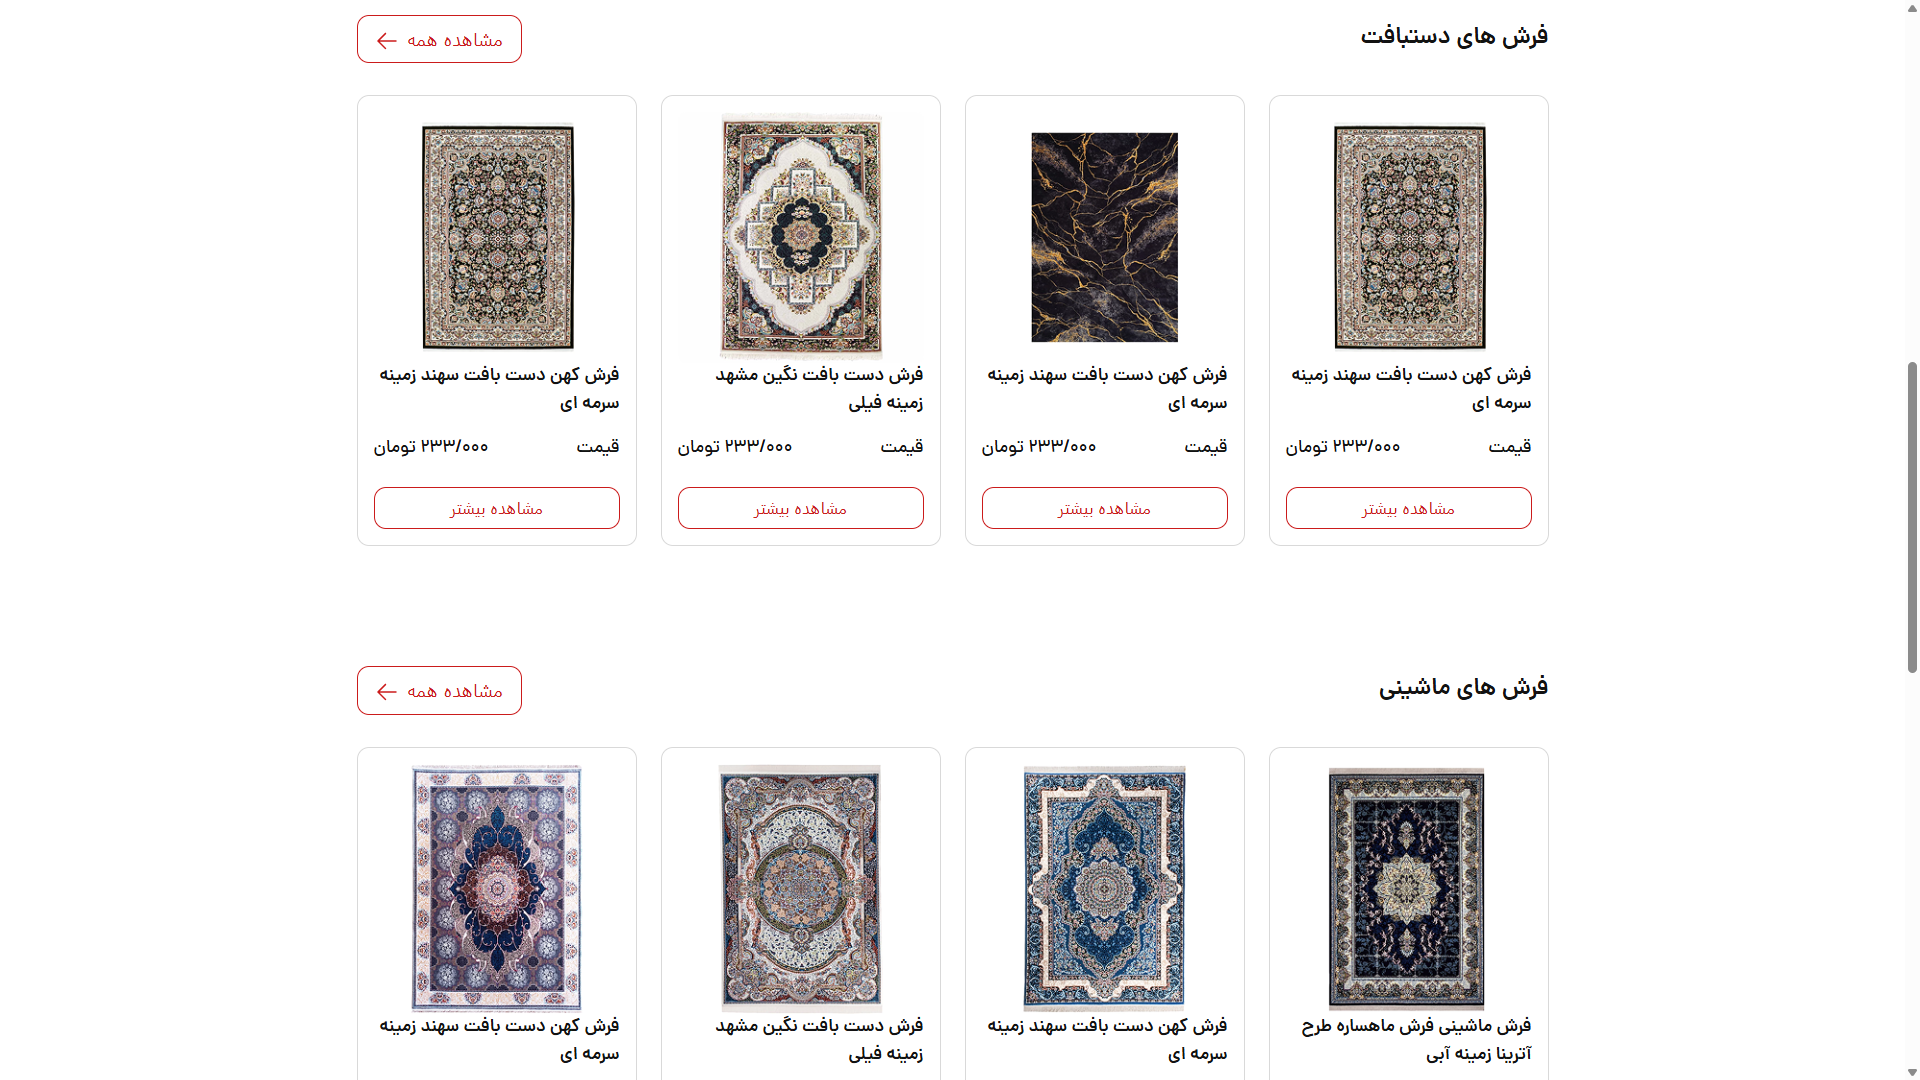 فرش های دستبافت
مشاهده همه
فرش کهن دست بافت سهند زمینه
سرمه ای
قیمت
۲۳۳/۰۰۰ تومان
مشاهده بیشتر
فرش کهن دست بافت سهند زمینه
سرمه ای
قیمت
۲۳۳/۰۰۰ تومان
مشاهده بیشتر
فرش دست بافت نگین مشهد
زمینه فیلی
قیمت
۲۳۳/۰۰۰ تومان
مشاهده بیشتر
فرش کهن دست بافت سهند زمینه
سرمه ای
قیمت
۲۳۳/۰۰۰ تومان
مشاهده بیشتر
فرش های ماشینی
مشاهده همه
فرش ماشینی فرش ماهساره طرح
آترینا زمینه آبی
فرش کهن دست بافت سهند زمینه
سرمه ای
فرش دست بافت نگین مشهد
زمینه فیلی
فرش کهن دست بافت سهند زمینه
سرمه ای